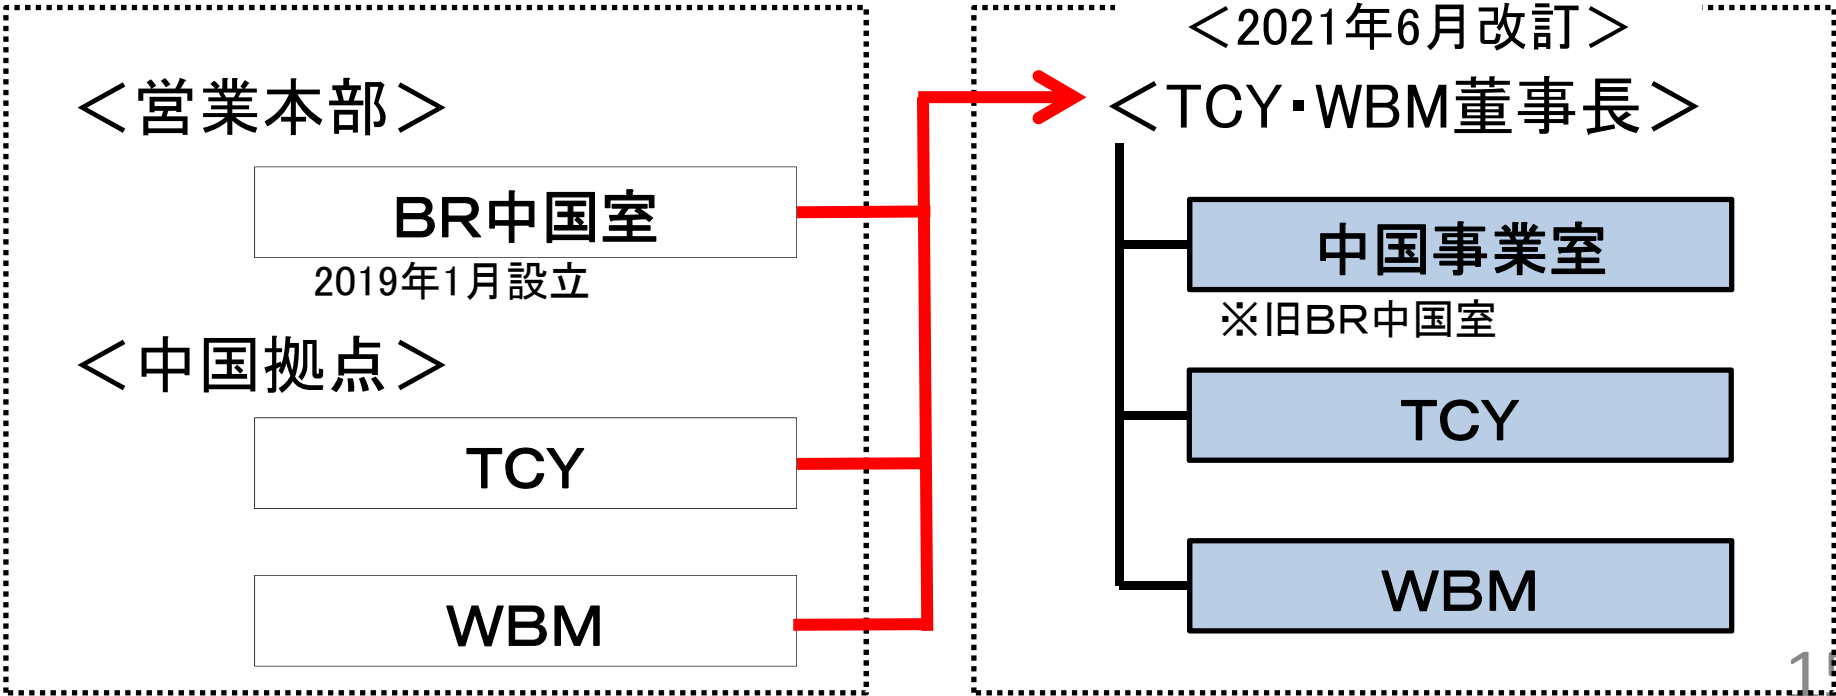 ＜営業本部＞
ＢＲ中国室
2019年1月設立
＜中国拠点＞
ＴＣＹ
ＷＢＭ
＜2021年6月改訂＞
＜ＴＣＹ・ＷＢＭ董事長＞
中国事業室
※旧ＢＲ中国室
ＴＣＹ
ＷＢＭ